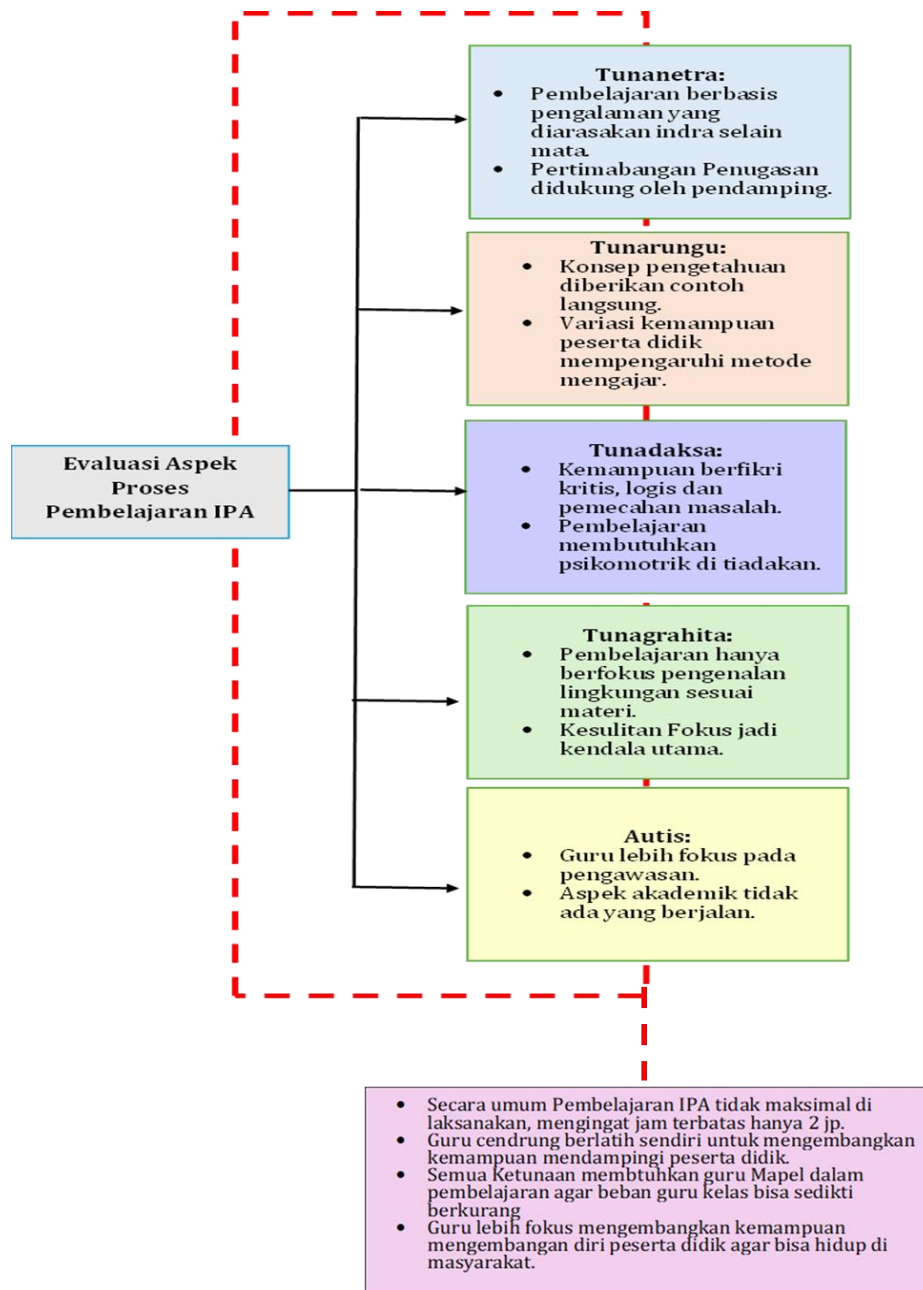 Tunanetra:
• Pembelajaran berbasis
pengalaman yang
diarasakan indra selain
mata.
• Pertimabangan Penugasan
didukung oleh pendamping.
Tunarungu:
• Konsep pengetahuan
diberikan contoh
langsung.
• Variasi kemampuan
peserta didik
mempengaruhi metode
mengajar.
Evaluasi Aspek
Proses
Pembelajaran IPA
Tunadaksa:
• Kemampuan berfikri
kritis, logis dan
pemecahan masalah.
• Pembelajaran
membutuhkan
psikomotrik di tiadakan.
Tunagrahita:
• Pembelajaran hanya
berfokus pengenalan
lingkungan sesuai
materi.
• Kesulitan Fokus jadi
kendala utama.
Autis:
• Guru lebih fokus pada
pengawasan.
• Aspek akademik tidak
ada yang berjalan.
• Secara umum Pembelajaran IPA tidak maksimal di
laksanakan, mengingat jam terbatas hanya 2 jp.
• Guru cendrung berlatih sendiri untuk mengembangkan
kemampuan mendampingi peserta didik.
• Semua Ketunaan membtuhkan guru Mapel dalam
pembelajaran agar beban guru kelas bisa sedikti
berkurang
• Guru lebih fokus mengembangkan kemampuan
mengembangan diri peserta didik agar bisa hidup di
masyarakat.